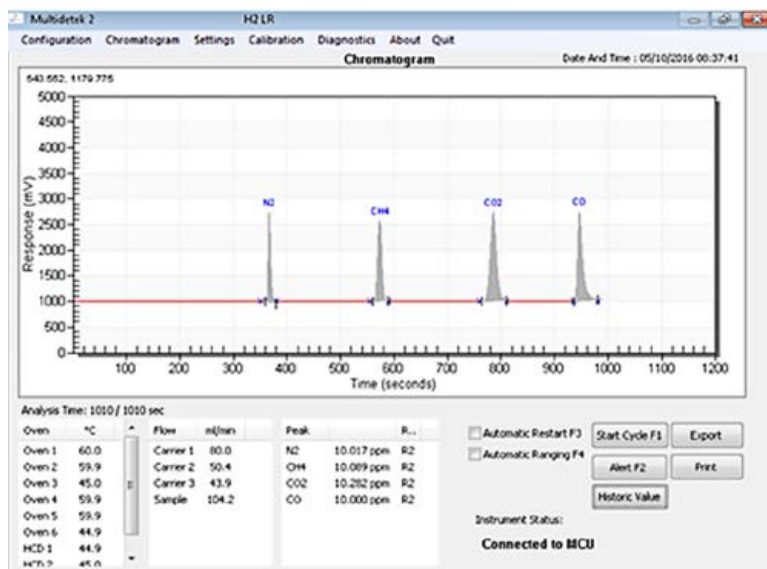 Multidetek 2 H2 LR
Configuration Chromatogram Settings Calibration Diagnostics About Quit
Chromatogram Date And Time : 05/10/2016 08:37:41
643.552, 1179.775
5000
4500
4000
3500
3000
2500
2000
1500
1000
500
0
Response (mV)
N2 CH4 CO2 CO
100 200 300 400 500 600 700 800 900 1000 1100 1200
Time (seconds)
Analysis Time: 1010 / 1010 sec
Oven °C Flow ml/min Peak R...
Oven 1 60.0 Carrier 1 80.0 N2 10.017 ppm R2
Oven 2 59.9 Carrier 2 50.4 CH4 10.089 ppm R2
Oven 3 45.0 Carrier 3 43.9 CO2 10.282 ppm R2
Oven 4 59.9 Sample 104.2 CO 10.000 ppm R2
Oven 5 59.9
Oven 6 44.9
HCD 1 44.9
HCD 2 45.0
Automatic Restart F3 Start Cycle F1 Export
Automatic Ranging F4 Alert F2 Print
Historic Value
Instrument Status:
Connected to MCU